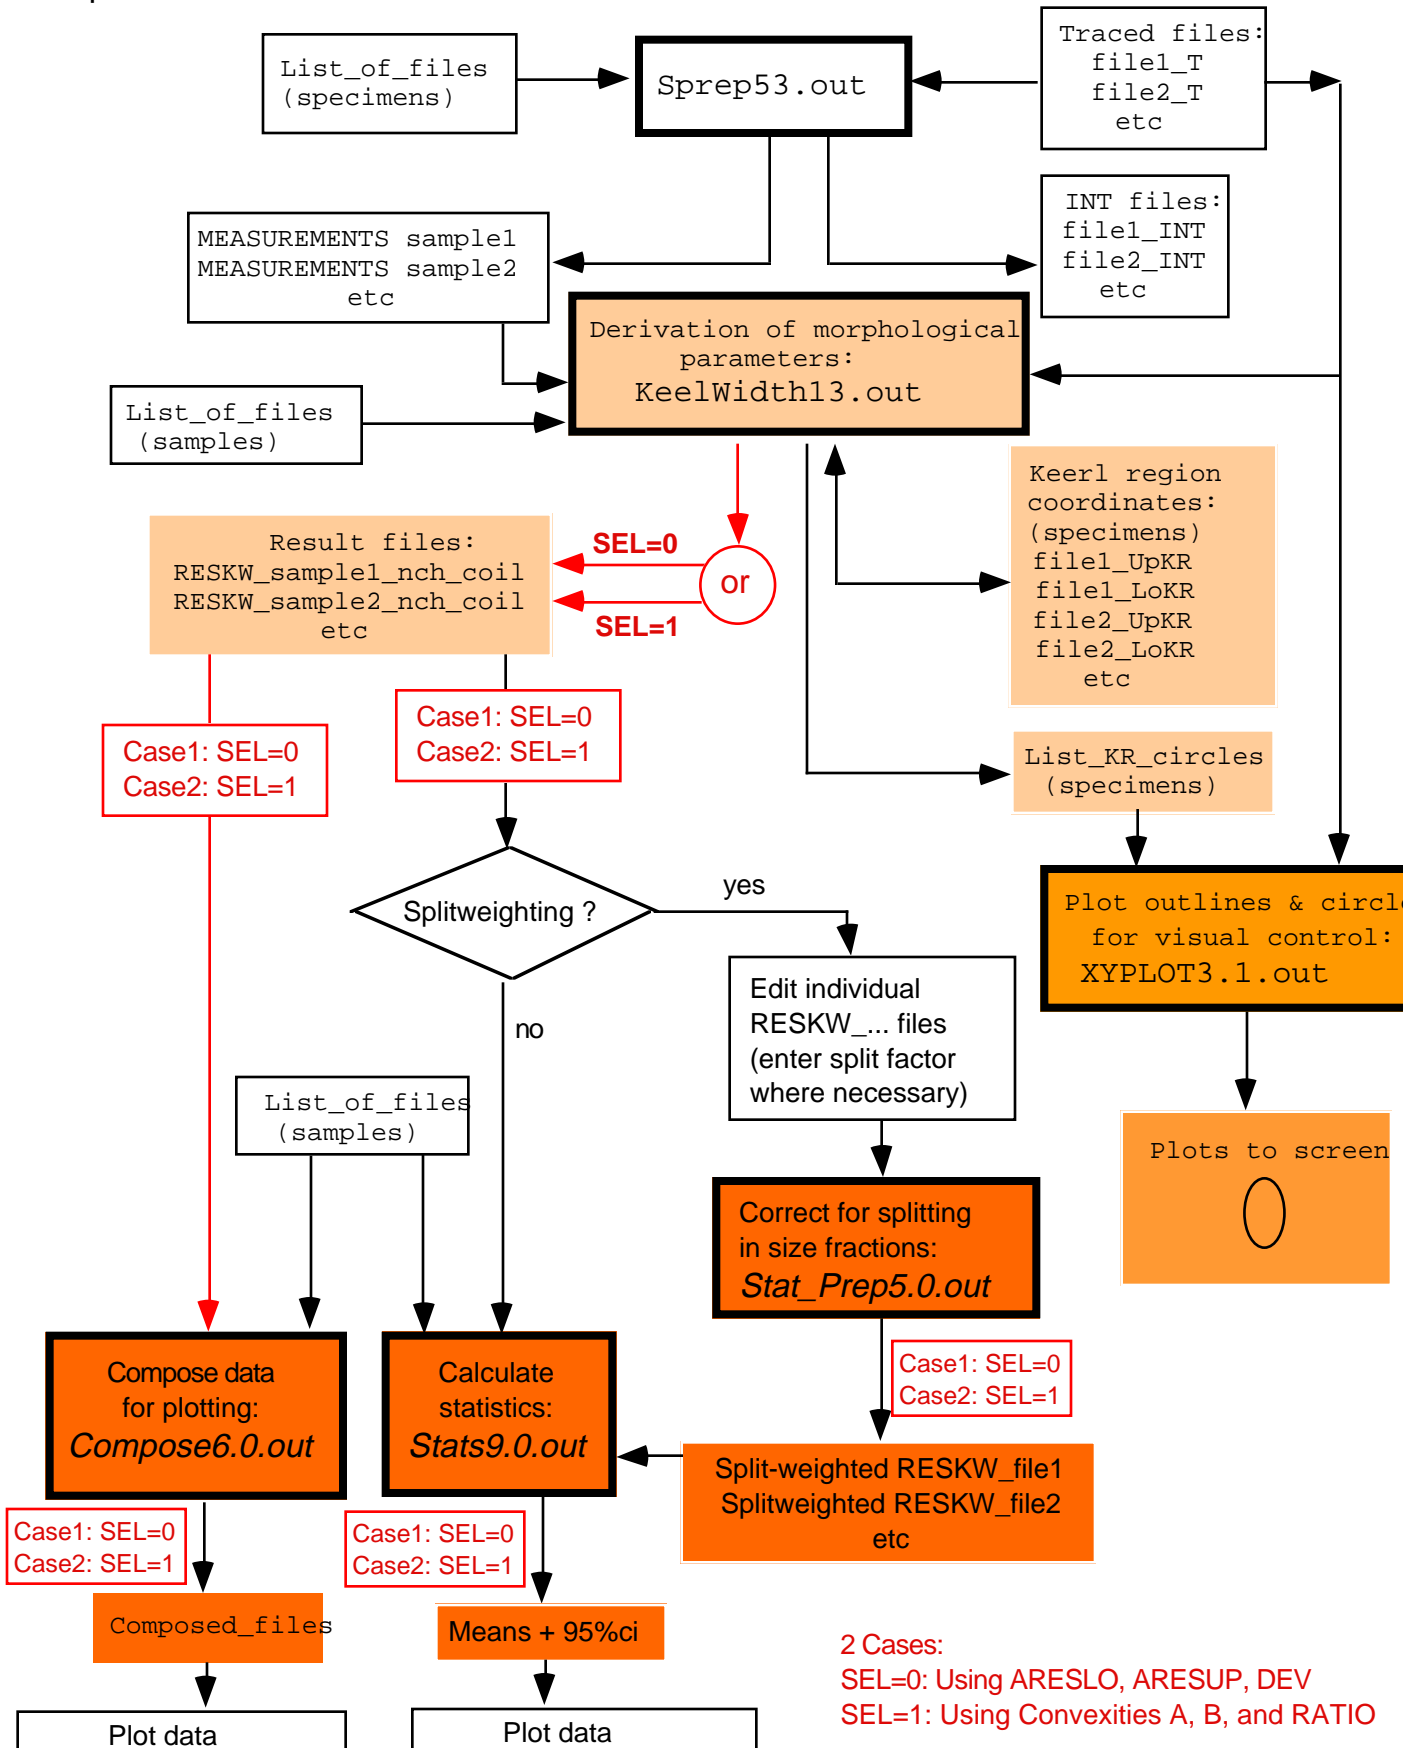 List_of_files
(specimens)
Sprep53.out
Traced files:
file1_T
file2_T
etc
INT files:
file1_INT
file2_INT
etc
MEASUREMENTS sample1
MEASUREMENTS sample2
etc
Derivation of morphological
parameters:
KeelWidth13.out
List_of_files
(samples)
Keerl region
coordinates:
(specimens)
file1_UpKR
file1_LoKR
file2_UpKR
file2_LoKR
etc
Result files:
RESKW_sample1_nch_coil
RESKW_sample2_nch_coil
etc
SEL=0
or
SEL=1
Case1: SEL=0
Case2: SEL=1
Case1: SEL=0
Case2: SEL=1
List_KR_circles
(specimens)
Splitweighting ?
yes
no
Plot outlines & circle
for visual control:
XYPLOT3.1.out
Edit individual
RESKW_... files
(enter split factor
where necessary)
List_of_files
(samples)
Plots to screen
Correct for splitting
in size fractions:
Stat_Prep5.0.out
Case1: SEL=0
Case2: SEL=1
Compose data
for plotting:
Compose6.0.out
Calculate
statistics:
Stats9.0.out
Split-weighted RESKW_file1
Splitweighted RESKW_file2
etc
Case1: SEL=0
Case2: SEL=1
Case1: SEL=0
Case2: SEL=1
Composed_files
Means + 95%ci
2 Cases:
SEL=0: Using ARESLO, ARESUP, DEV
SEL=1: Using Convexities A, B, and RATIO
Plot data
Plot data